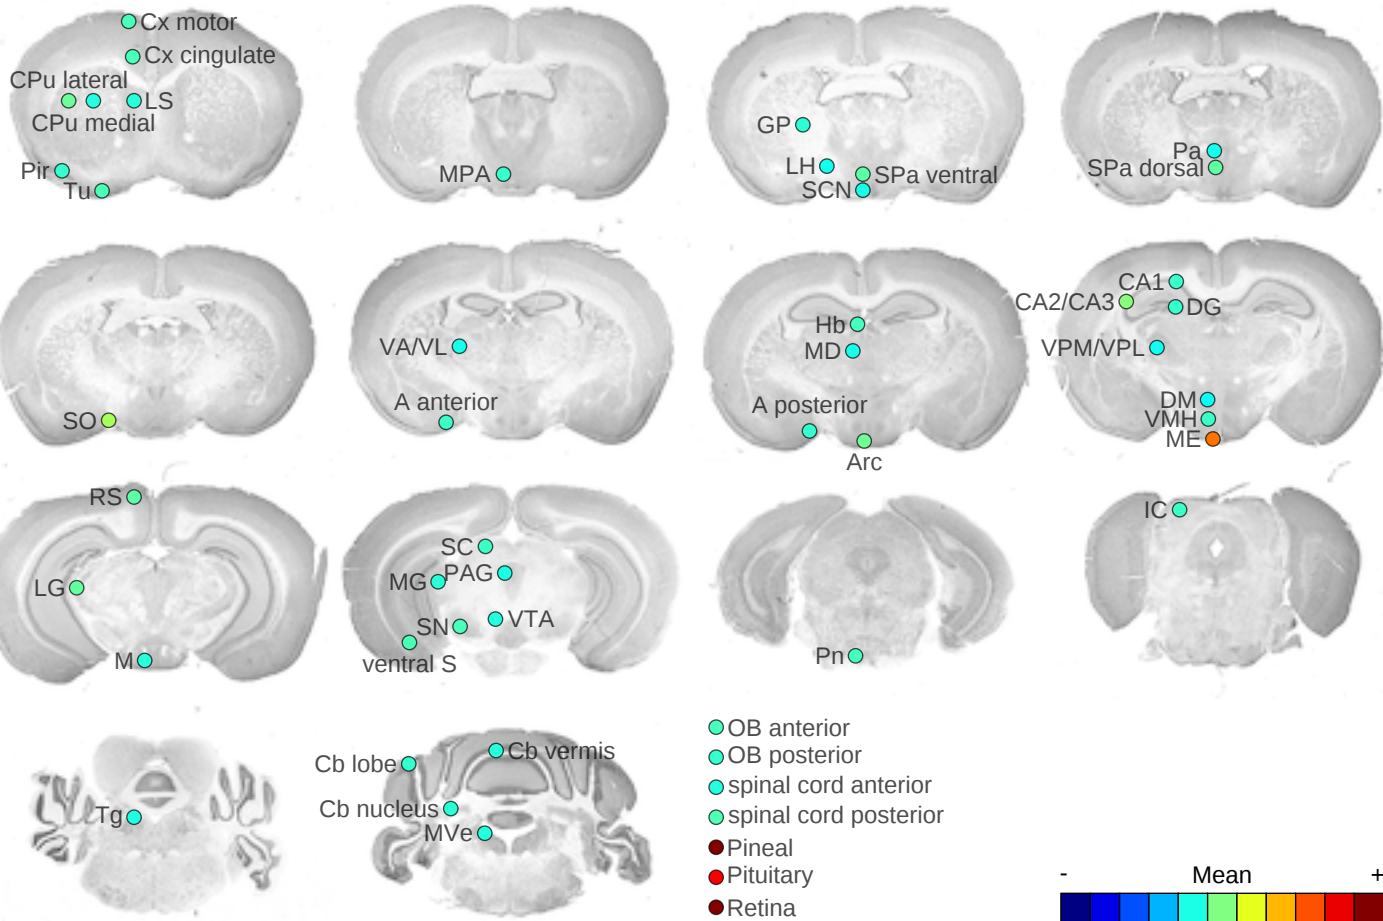 Cx motor
Cx cingulate
CPu lateral
LS
CPu medial
Pir
Tu
MPA
GP
LH
SPa ventral
SCN
Pa
SPa dorsal
SO
VA/VL
A anterior
Hb
MD
A posterior
Arc
CA1
CA2/CA3
DG
VPM/VPL
DM
VMH
ME
RS
LG
M
SC
PAG
MG
VTA
SN
ventral S
Pn
IC
Tg
Cb vermis
Cb lobe
Cb nucleus
MVe
OB anterior
OB posterior
spinal cord anterior
spinal cord posterior
Pineal
Pituitary
Retina
- Mean +